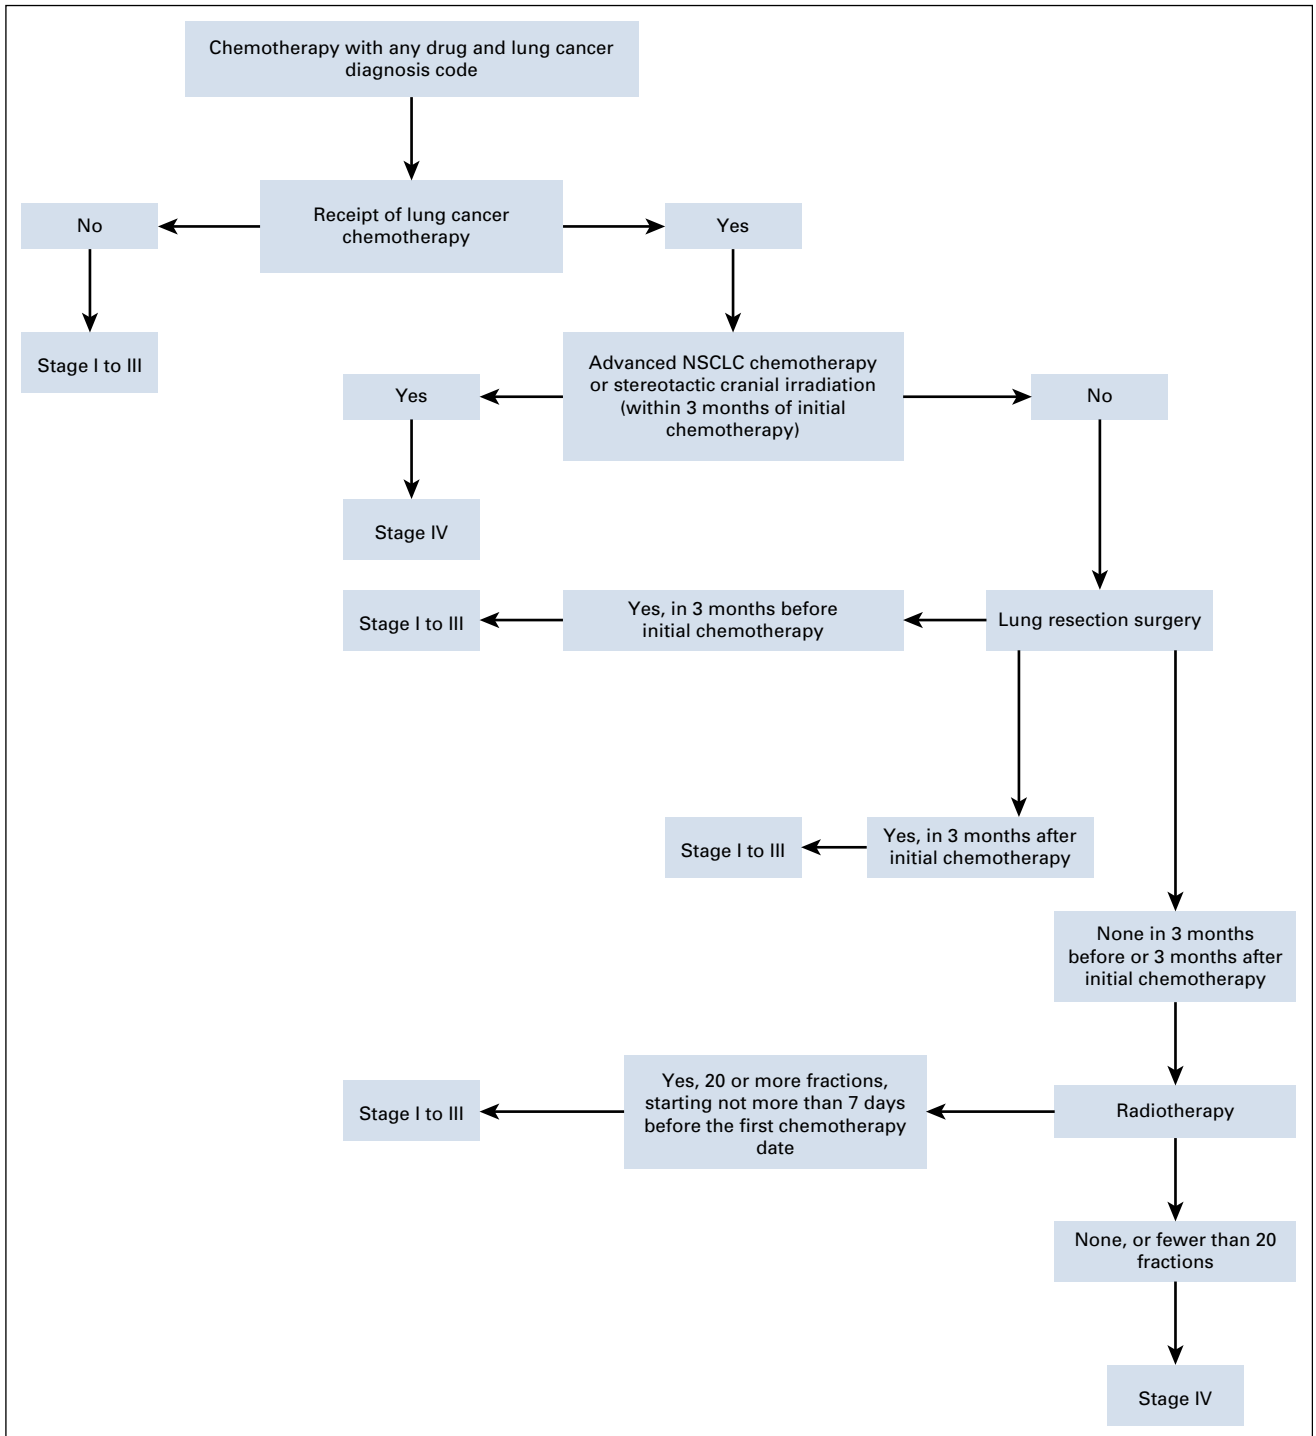 Chemotherapy with any drug and lung cancer
diagnosis code
Receipt of lung cancer
chemotherapy
No
Yes
Stage I to III
Advanced NSCLC chemotherapy
or stereotactic cranial irradiation
(within 3 months of initial
chemotherapy)
Yes
No
Stage IV
Lung resection surgery
Yes, in 3 months before
initial chemotherapy
Stage I to III
Yes, in 3 months after
initial chemotherapy
Stage I to III
None in 3 months
before or 3 months after
initial chemotherapy
Radiotherapy
Yes, 20 or more fractions,
starting not more than 7 days
before the first chemotherapy
date
Stage I to III
None, or fewer than 20
fractions
Stage IV